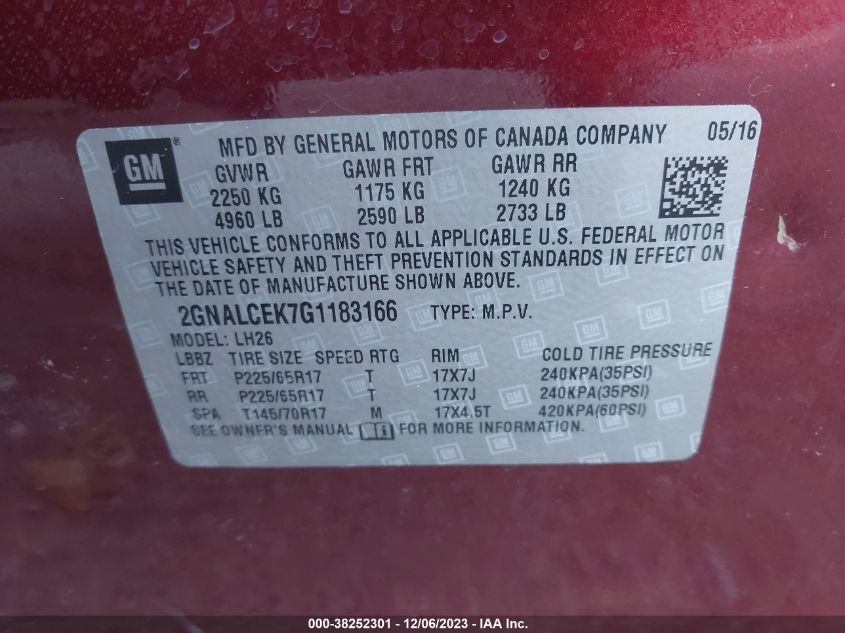 MFD BY GENERAL MOTORS OF CANADA COMPANY 05/16
GM®
GVWR GAWR FRT GAWR RR
2250 KG 1175 KG 1240 KG
4960 LB 2590 LB 2733 LB
THIS VEHICLE CONFORMS TO ALL APPLICABLE U.S. FEDERAL MOTOR
VEHICLE SAFETY AND THEFT PREVENTION STANDARDS IN EFFECT ON
THE DATE OF MANUFACTURE SHOWN ABOVE.
2GNALCEK7G1183166 TYPE: M.P.V.
MODEL: LH26
LBBZ TIRE SIZE SPEED RTG RIM COLD TIRE PRESSURE
FRT P225/65R17 T 17X7J 240KPA(35PSI)
RR P225/65R17 T 17X7J 240KPA(35PSI)
SPA T145/70R17 M 17X4.5T 420KPA(60PSI)
SEE OWNER'S MANUAL FOR MORE INFORMATION.
000-38252301 - 12/06/2023 - IAA Inc.